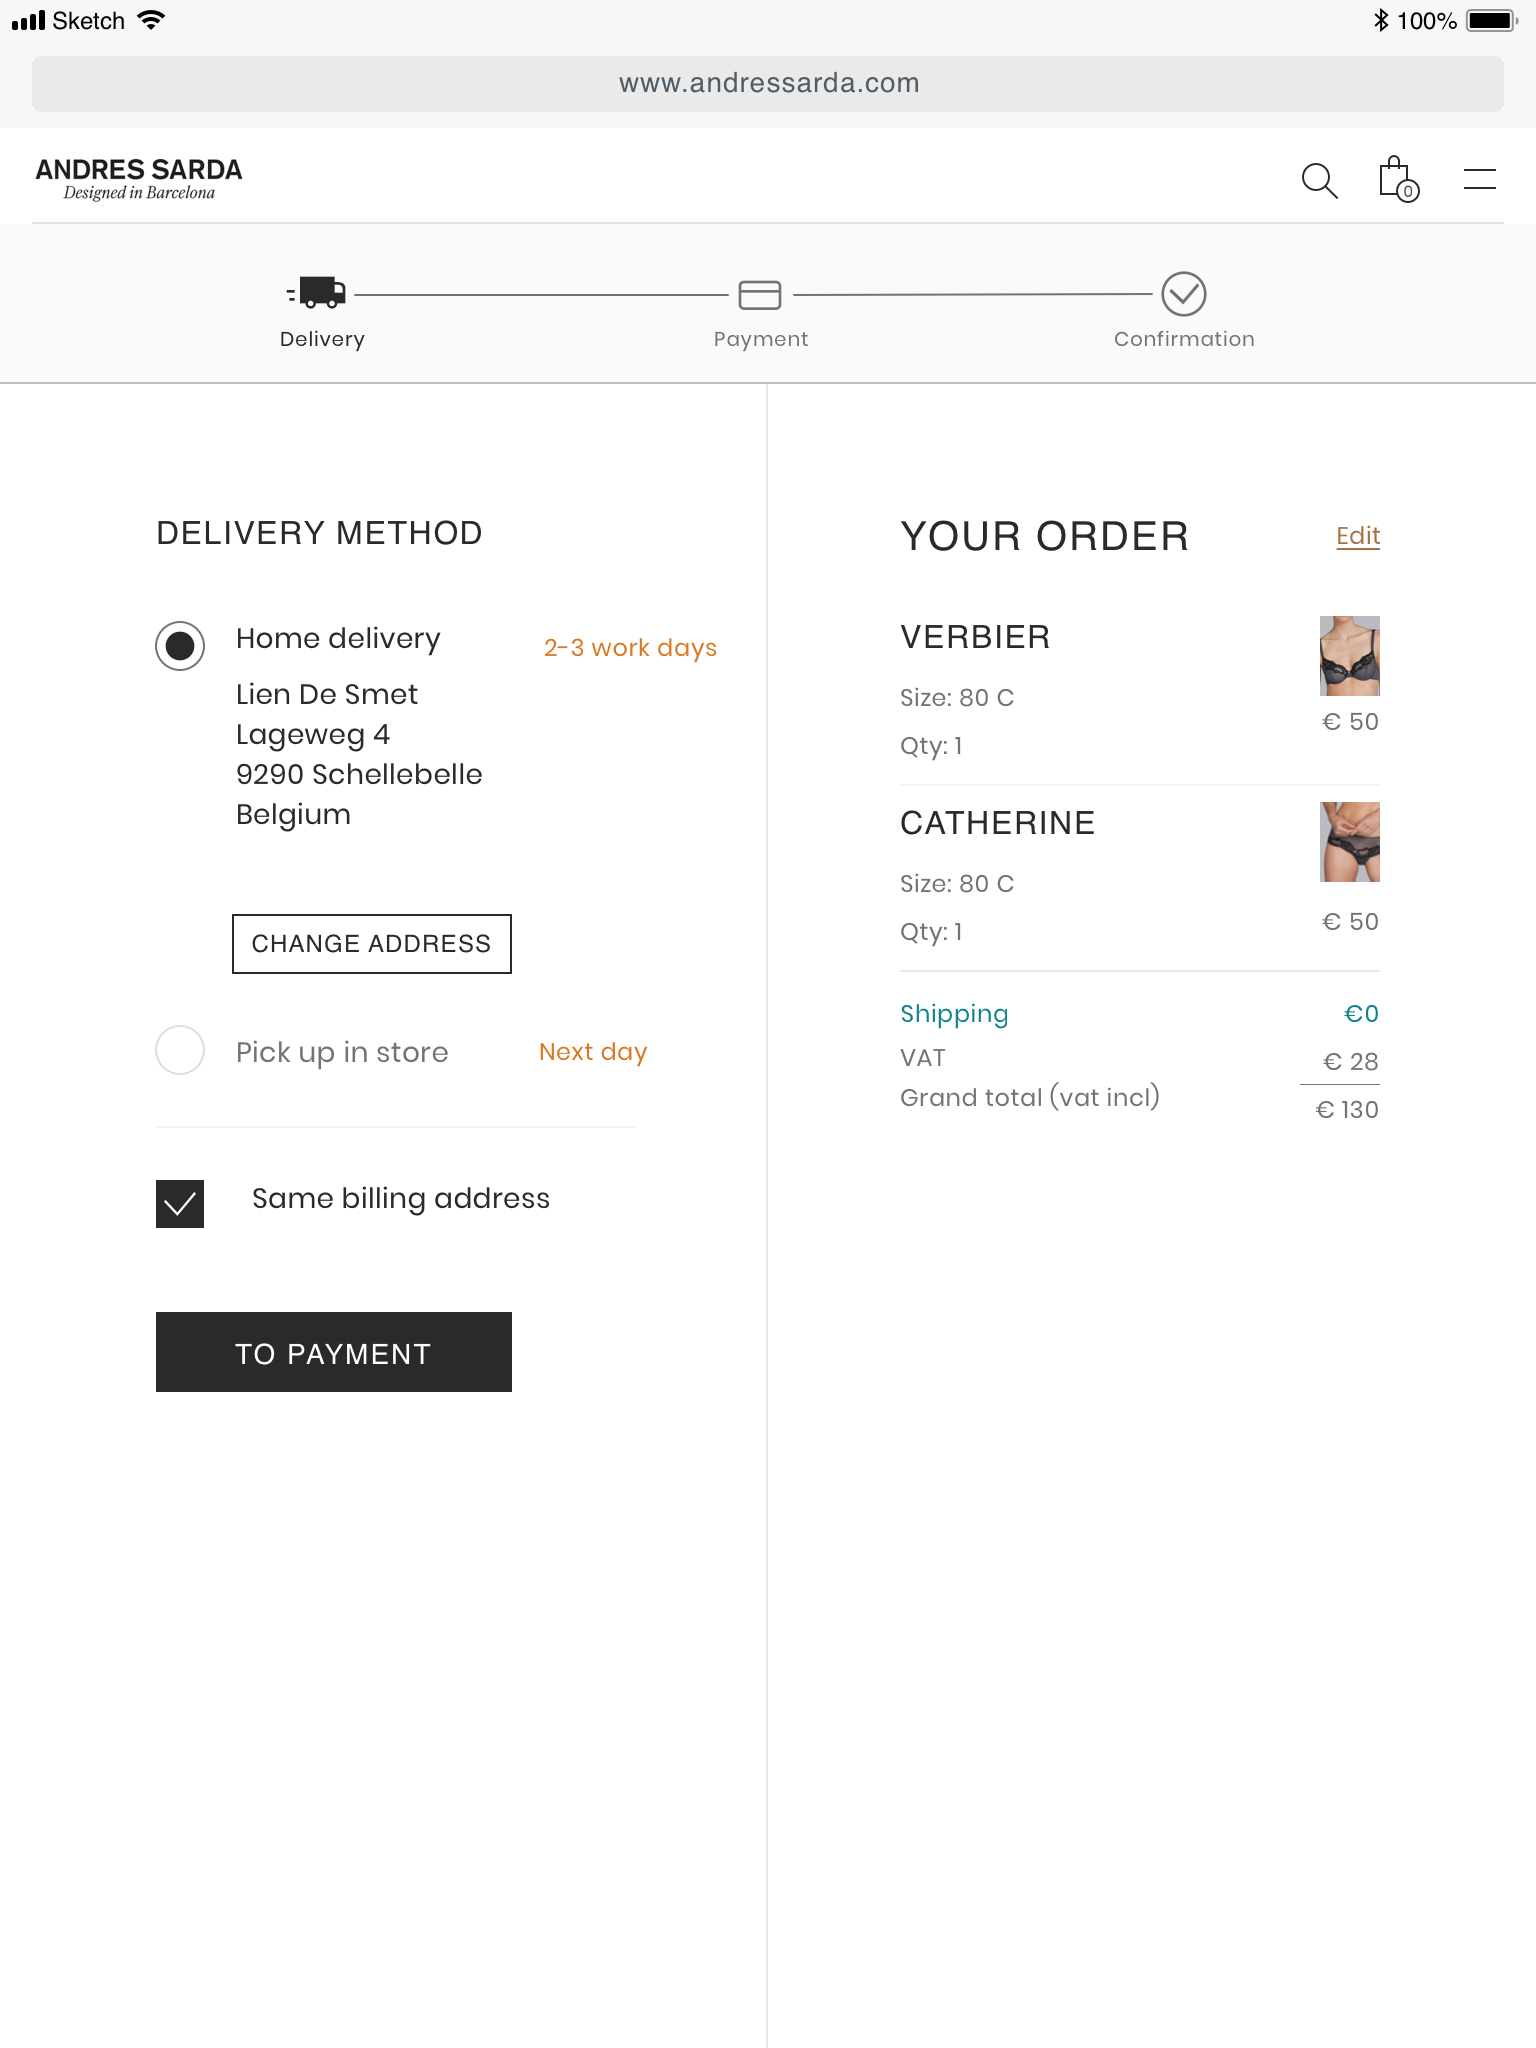 Sketch
100%
www.andressarda.com
ANDRES SARDA
Designed in Barcelona
0
Delivery
Payment
Confirmation
DELIVERY METHOD
Home delivery
2-3 work days
Lien De Smet
Lageweg 4
9290 Schellebelle
Belgium
CHANGE ADDRESS
Pick up in store
Next day
Same billing address
TO PAYMENT
YOUR ORDER
Edit
VERBIER
Size: 80 C
€ 50
Qty: 1
CATHERINE
Size: 80 C
€ 50
Qty: 1
Shipping
€0
VAT
€ 28
Grand total (vat incl)
€ 130